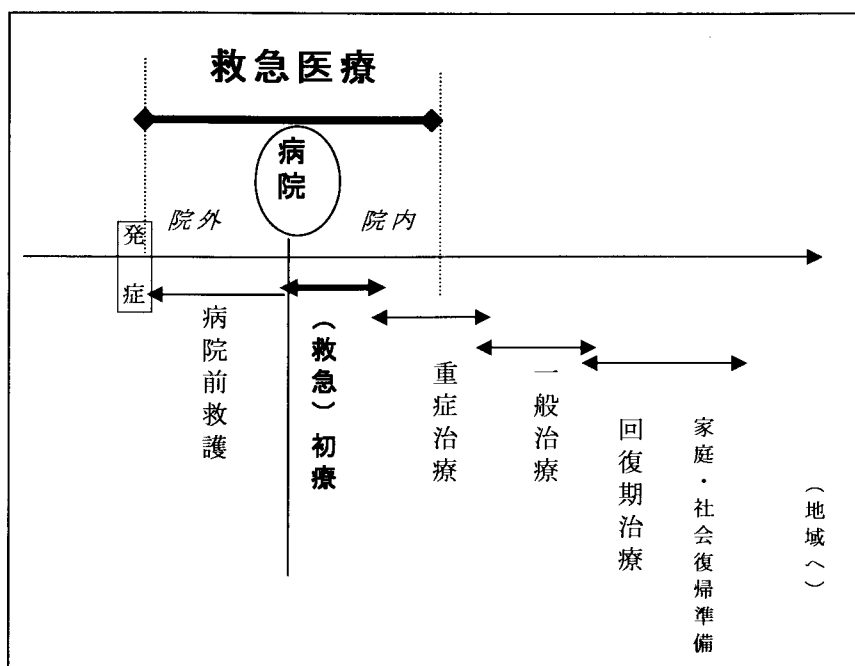 救急医療
病院
院外
院内
発症
病院前救護
（救急）初療
重症治療
一般治療
回復期治療
家庭・社会復帰準備
（地域へ）